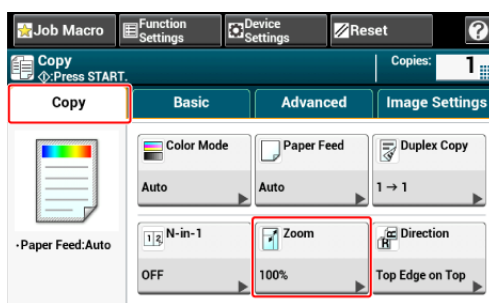 Job Macro
Function Settings
Device Settings
Reset
?
Copy
:Press START.
Copies:
1
Copy
Basic
Advanced
Image Settings
Color Mode
Auto
Paper Feed
Auto
Duplex Copy
1 → 1
·Paper Feed:Auto
1 2 N-in-1
OFF
Zoom
100%
R Direction
Top Edge on Top